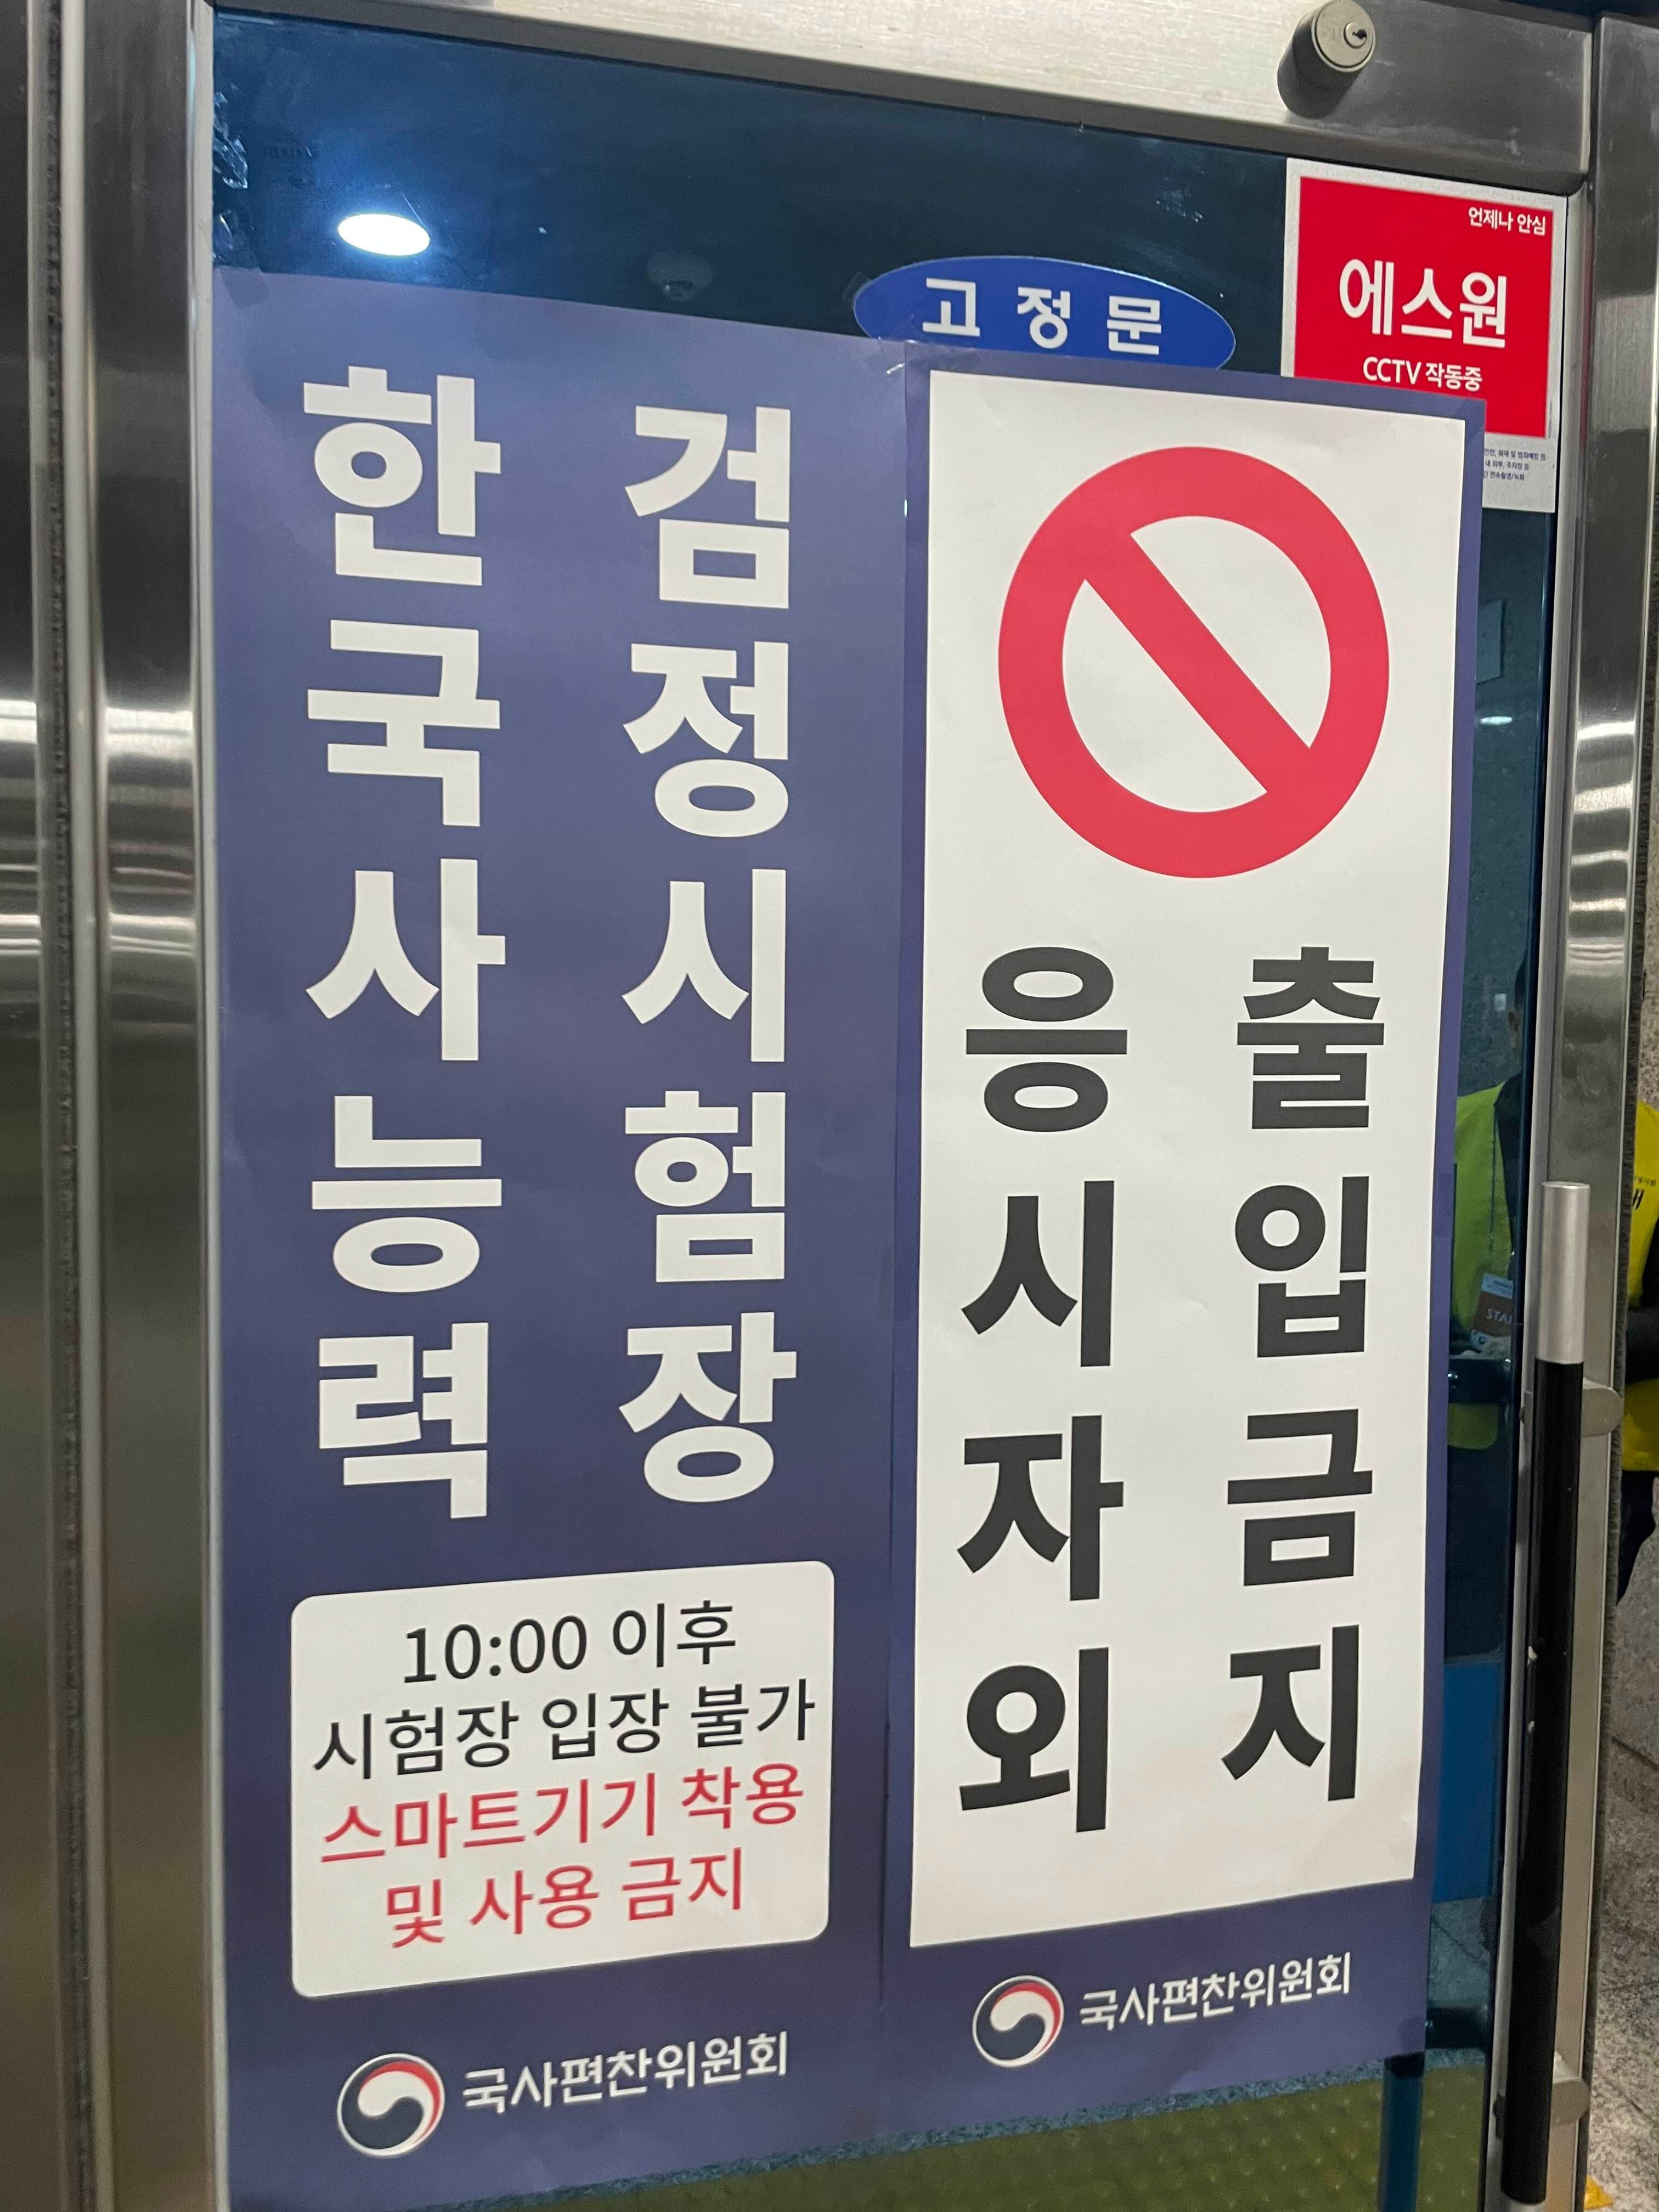 언제나 안심
에스원
CCTV 작동중
고정문
한국사능력
검정시험장
10:00 이후
시험장 입장 불가
스마트기기 착용
및 사용 금지
국사편찬위원회
응시자외
출입금지
국사편찬위원회